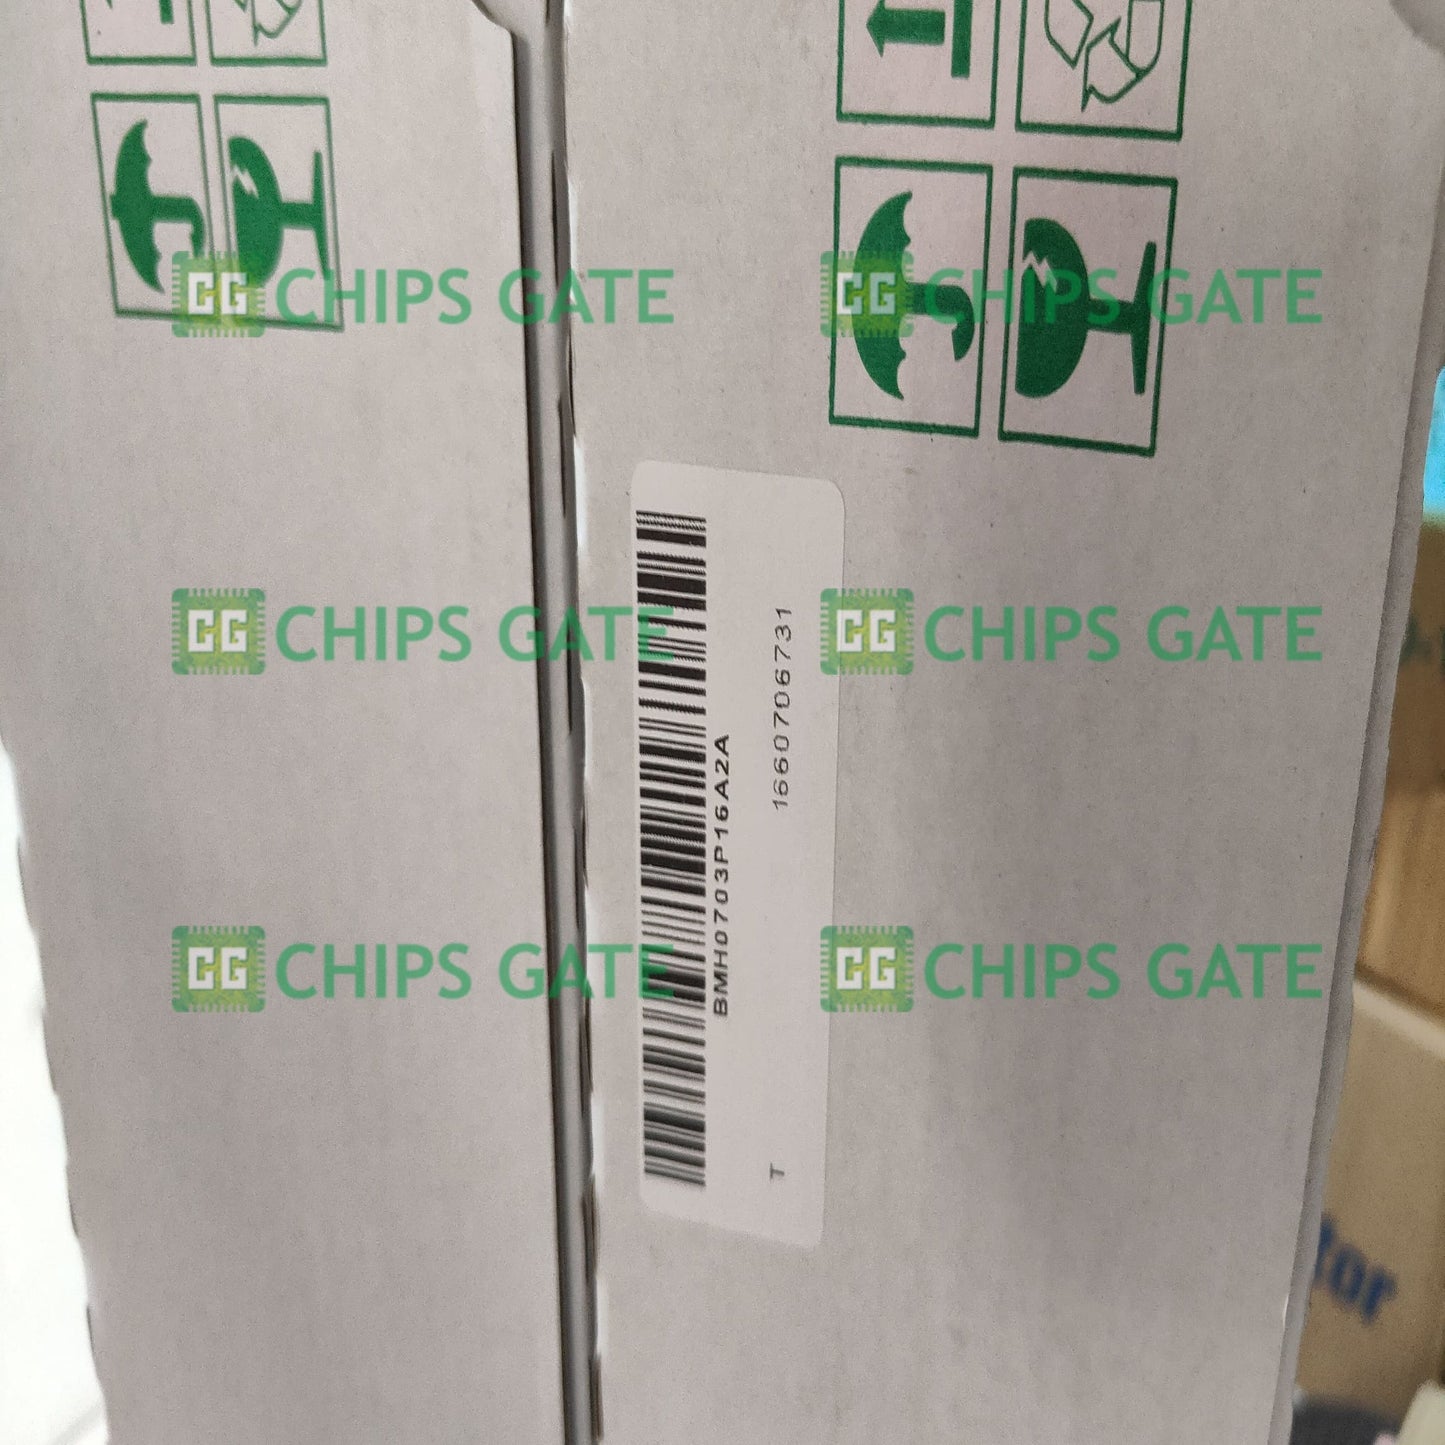 CG CHIPS GATE
CG CHIPS GATE
BMH0703P16A2A
1660706731
T
CG CHIPS GATE
CG CHIPS GATE
CG CHIPS GATE
CG CHIPS GATE
tor